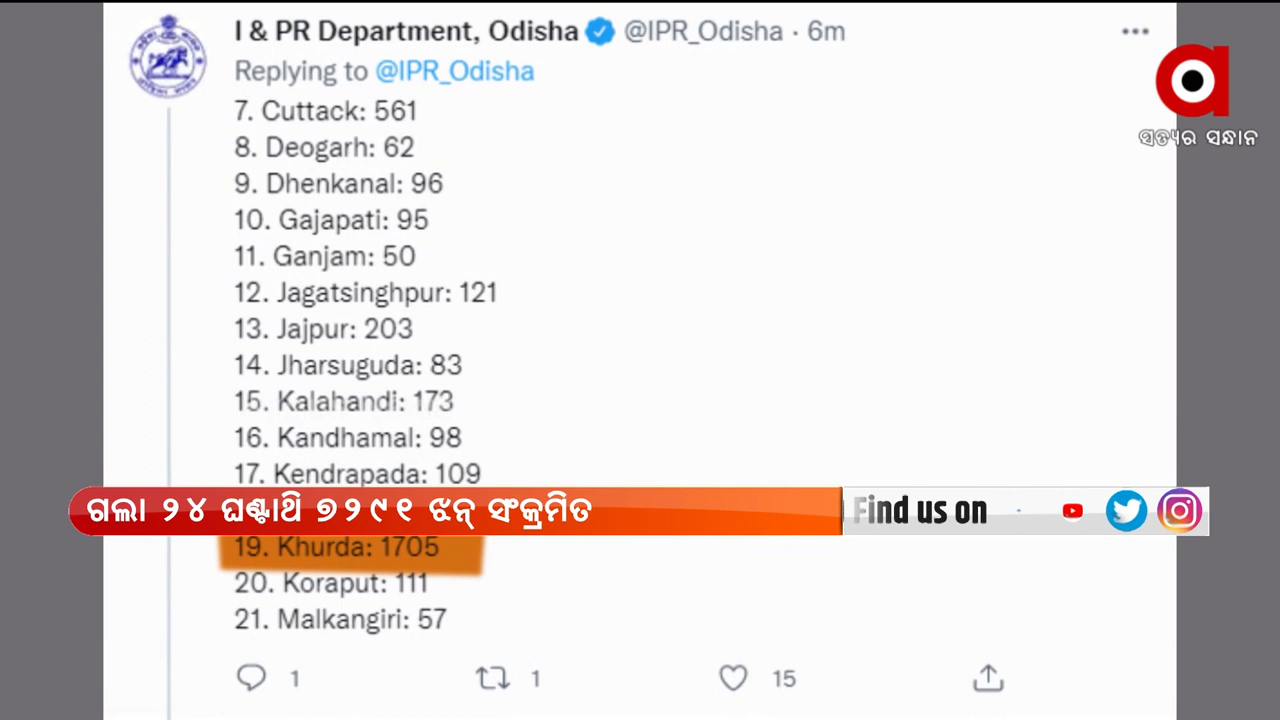 I & PR Department, Odisha @IPR_Odisha · 6m
Replying to @IPR_Odisha
ସତ୍ୟର ସନ୍ଧାନ
7. Cuttack: 561
8. Deogarh: 62
9. Dhenkanal: 96
10. Gajapati: 95
11. Ganjam: 50
12. Jagatsinghpur: 121
13. Jajpur: 203
14. Jharsuguda: 83
15. Kalahandi: 173
16. Kandhamal: 98
17. Kendrapada: 109
ଗଲା ୨୪ ଘଣ୍ଟାଥି ୭୨୯୧ ଝନ୍ ସଂକ୍ରମିତ
Find us on
19. Khurda: 1705
20. Koraput: 111
21. Malkangiri: 57
1 1 15